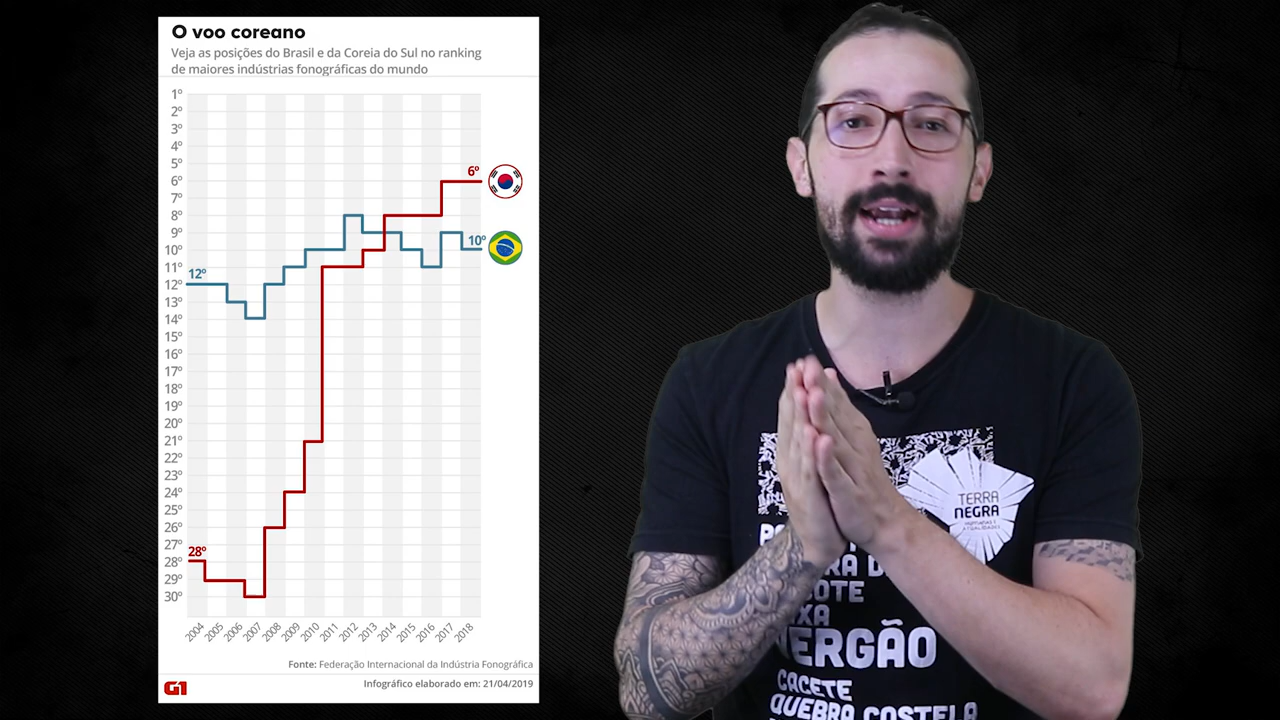 O voo coreano
Veja as posições do Brasil e da Coreia do Sul no ranking
de maiores indústrias fonográficas do mundo
1º
2º
3º
4º
5º
6º
7º
8º
9º
10º
11º
12º
13º
14º
15º
16º
17º
18º
19º
20º
21º
22º
23º
24º
25º
26º
27º
28º
29º
30º
12º
28º
6º
10º
2004 2005 2006 2007 2008 2009 2010 2011 2012 2013 2014 2015 2016 2017 2018
Fonte: Federação Internacional da Indústria Fonográfica
G1
Infográfico elaborado em: 21/04/2019
TERRA
NEGRA
VERGÃO
CACETE
QUEBRA COSTELA